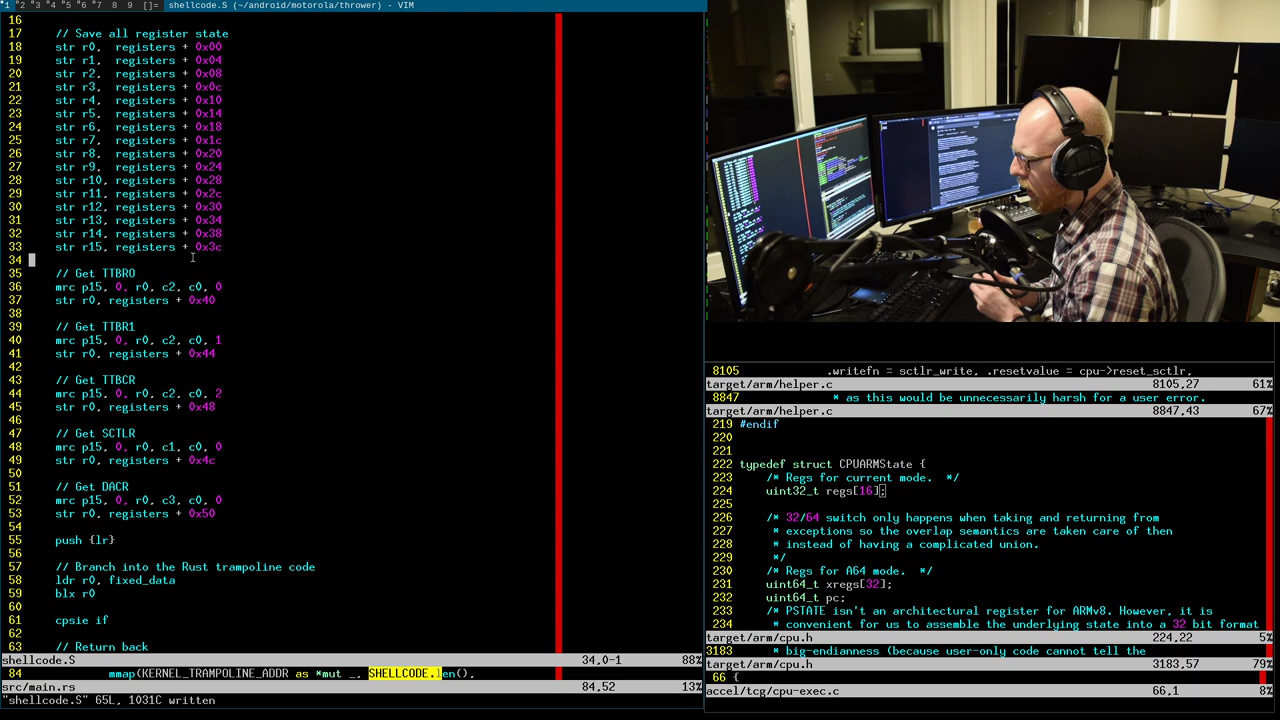 1 2 3 4 5 6 7 8 9 []= shellcode.S (~/android/motorola/thrower) - VIM
16
17 // Save all register state
18 str r0, registers + 0x00
19 str r1, registers + 0x04
20 str r2, registers + 0x08
21 str r3, registers + 0x0c
22 str r4, registers + 0x10
23 str r5, registers + 0x14
24 str r6, registers + 0x18
25 str r7, registers + 0x1c
26 str r8, registers + 0x20
27 str r9, registers + 0x24
28 str r10, registers + 0x28
29 str r11, registers + 0x2c
30 str r12, registers + 0x30
31 str r13, registers + 0x34
32 str r14, registers + 0x38
33 str r15, registers + 0x3c
34
35 // Get TTBR0
36 mrc p15, 0, r0, c2, c0, 0
37 str r0, registers + 0x40
38
39 // Get TTBR1
40 mrc p15, 0, r0, c2, c0, 1
41 str r0, registers + 0x44
42
43 // Get TTBCR
44 mrc p15, 0, r0, c2, c0, 2
45 str r0, registers + 0x48
46
47 // Get SCTLR
48 mrc p15, 0, r0, c1, c0, 0
49 str r0, registers + 0x4c
50
51 // Get DACR
52 mrc p15, 0, r0, c3, c0, 0
53 str r0, registers + 0x50
54
55 push {lr}
56
57 // Branch into the Rust trampoline code
58 ldr r0, fixed_data
59 blx r0
60
61 cpsie if
62
63 // Return back
shellcode.S 34,0-1 88%
84 mmap(KERNEL_TRAMPOLINE_ADDR as *mut _, SHELLCODE.len(),
src/main.rs 84,52 13%
"shellcode.S" 65L, 1031C written
8105 .writefn = sctlr_write, .resetvalue = cpu->reset_sctlr,
target/arm/helper.c 8105,27 61%
8847 * as this would be unnecessarily harsh for a user error.
target/arm/helper.c 8847,43 67%
219 #endif
220
221
222 typedef struct CPUARMState {
223 /* Regs for current mode. */
224 uint32_t regs[16];
225
226 /* 32/64 switch only happens when taking and returning from
227 * exceptions so the overlap semantics are taken care of then
228 * instead of having a complicated union.
229 */
230 /* Regs for A64 mode. */
231 uint64_t xregs[32];
232 uint64_t pc;
233 /* PSTATE isn't an architectural register for ARMv8. However, it is
234 * convenient for us to assemble the underlying state into a 32 bit format
target/arm/cpu.h 224,22 5%
3183 * big-endianness (because user-only code cannot tell the
target/arm/cpu.h 3183,57 79%
66 {
accel/tcg/cpu-exec.c 66,1 8%